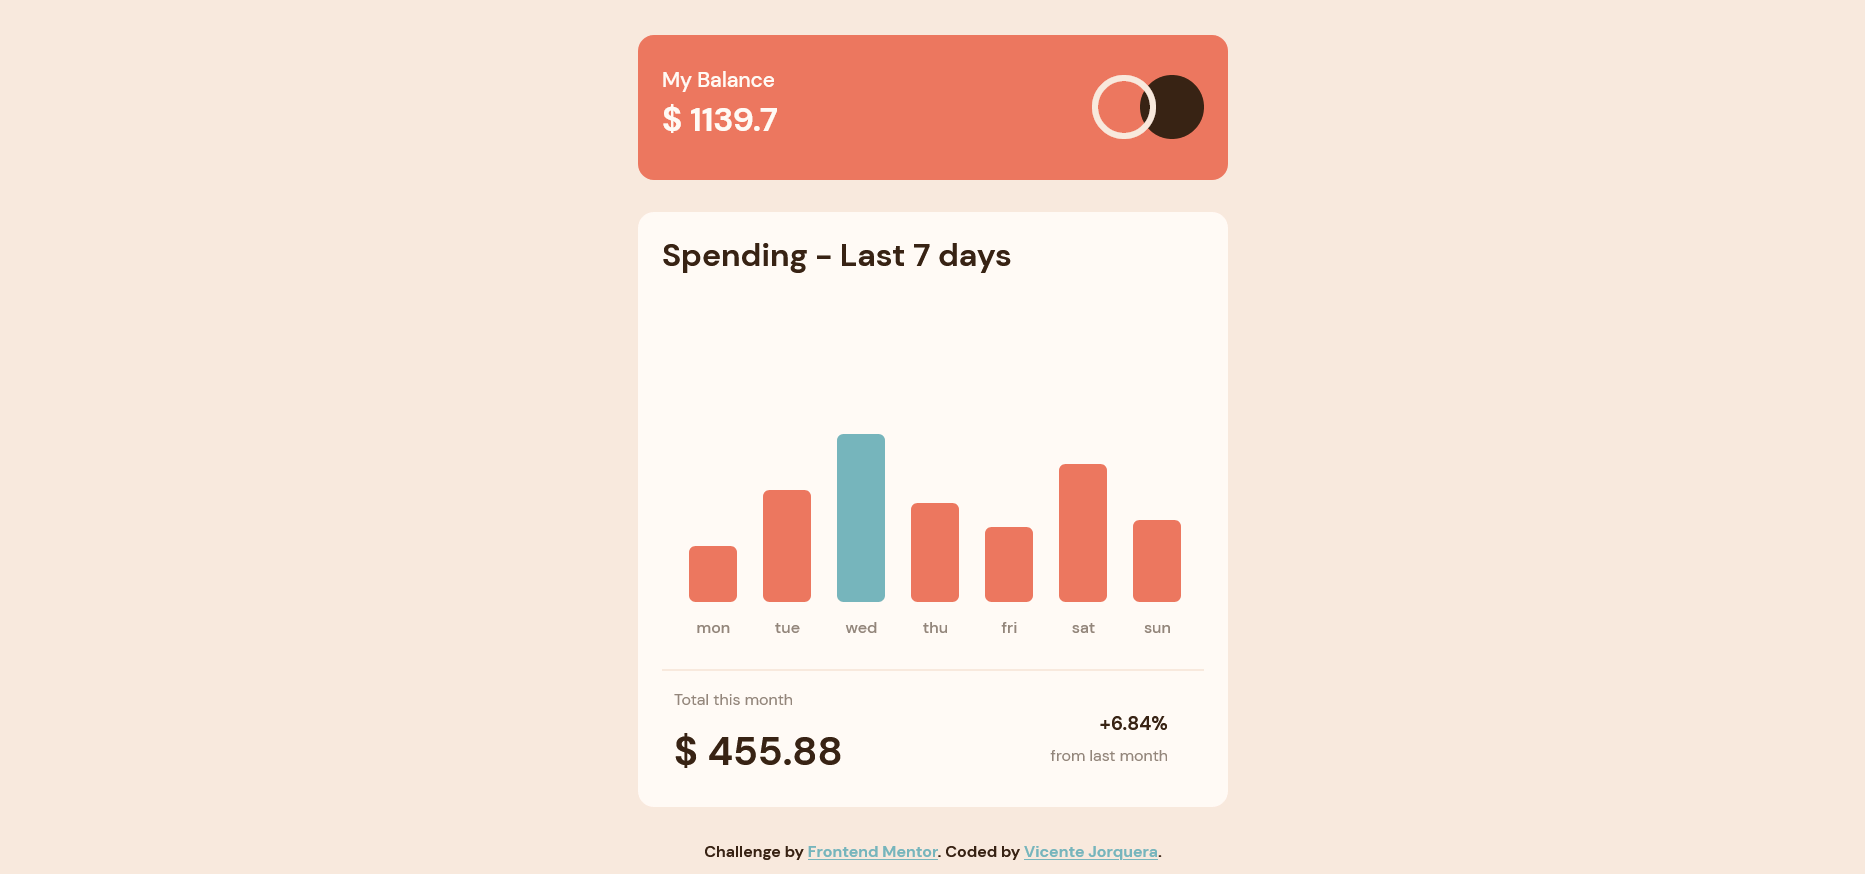 My Balance
$ 1139.7
Spending - Last 7 days
mon tue wed thu fri sat sun
Total this month
$ 455.88
+6.84%
from last month
Challenge by Frontend Mentor. Coded by Vicente Jorquera.